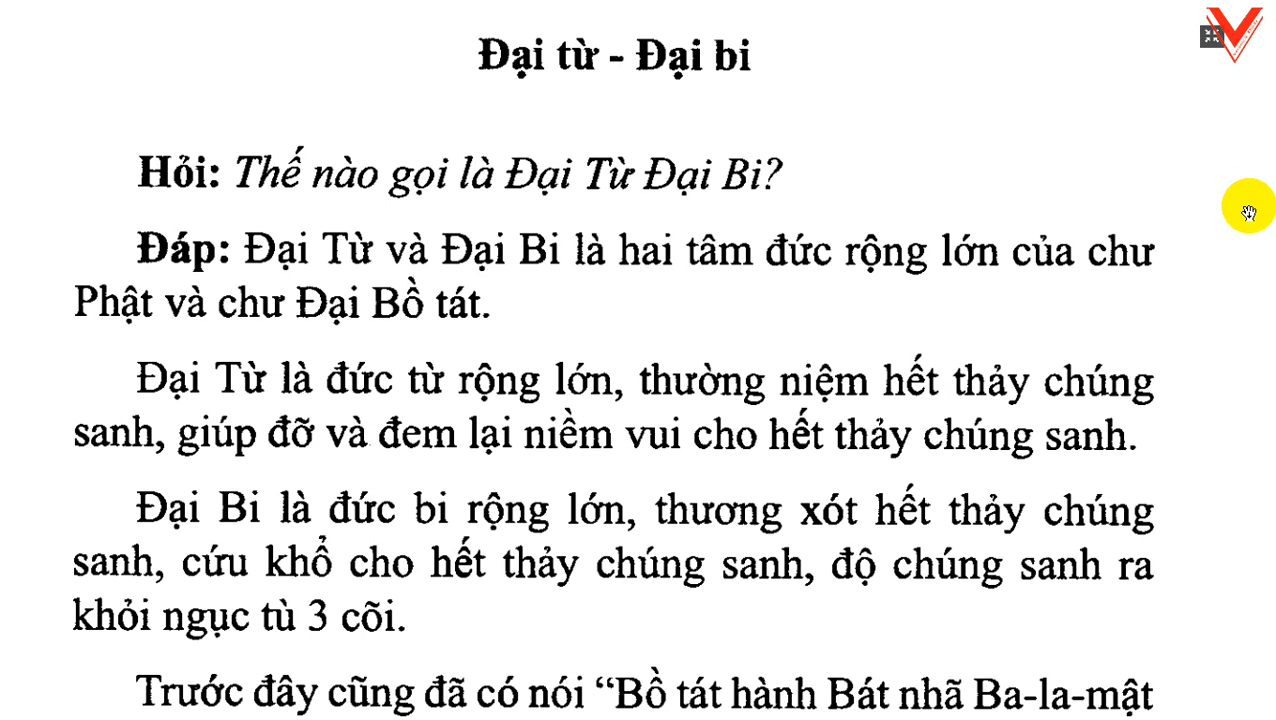 Đại từ - Đại bi
Hỏi: Thế nào gọi là Đại Từ Đại Bi?
Đáp: Đại Từ và Đại Bi là hai tâm đức rộng lớn của chư
Phật và chư Đại Bồ tát.
Đại Từ là đức từ rộng lớn, thường niệm hết thảy chúng
sanh, giúp đỡ và đem lại niềm vui cho hết thảy chúng sanh.
Đại Bi là đức bi rộng lớn, thương xót hết thảy chúng
sanh, cứu khổ cho hết thảy chúng sanh, độ chúng sanh ra
khỏi ngục tù 3 cõi.
Trước đây cũng đã có nói “Bồ tát hành Bát nhã Ba-la-mật